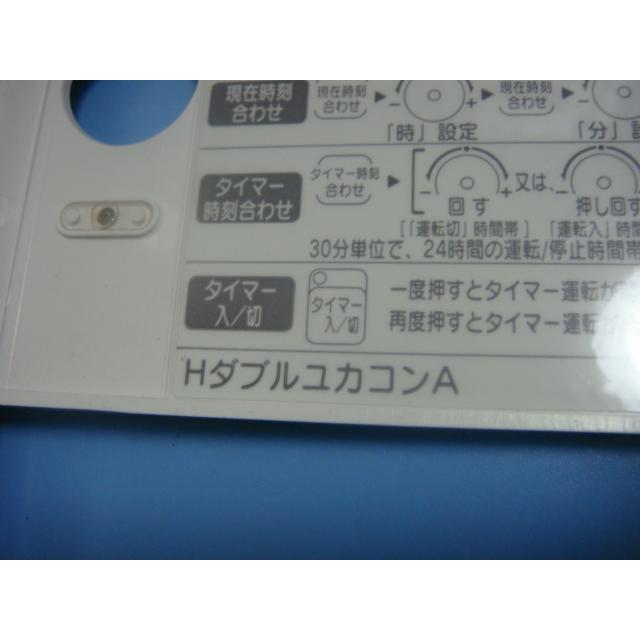 現在時刻
合わせ
現在時刻
合わせ
▶
−
+
▶
現在時刻
合わせ
▶
−
「時」設定
「分」
タイマー
時刻合わせ
タイマー時刻
合わせ
▶
−
+
又は、
−
回す
押し回す
[「運転切」時間帯]
「運転入」時間
30分単位で、24時間の運転/停止時間帯
タイマー
入/切
タイマー
入/切
一度押すとタイマー運転が
再度押すとタイマー運転
HダブルユカコンA